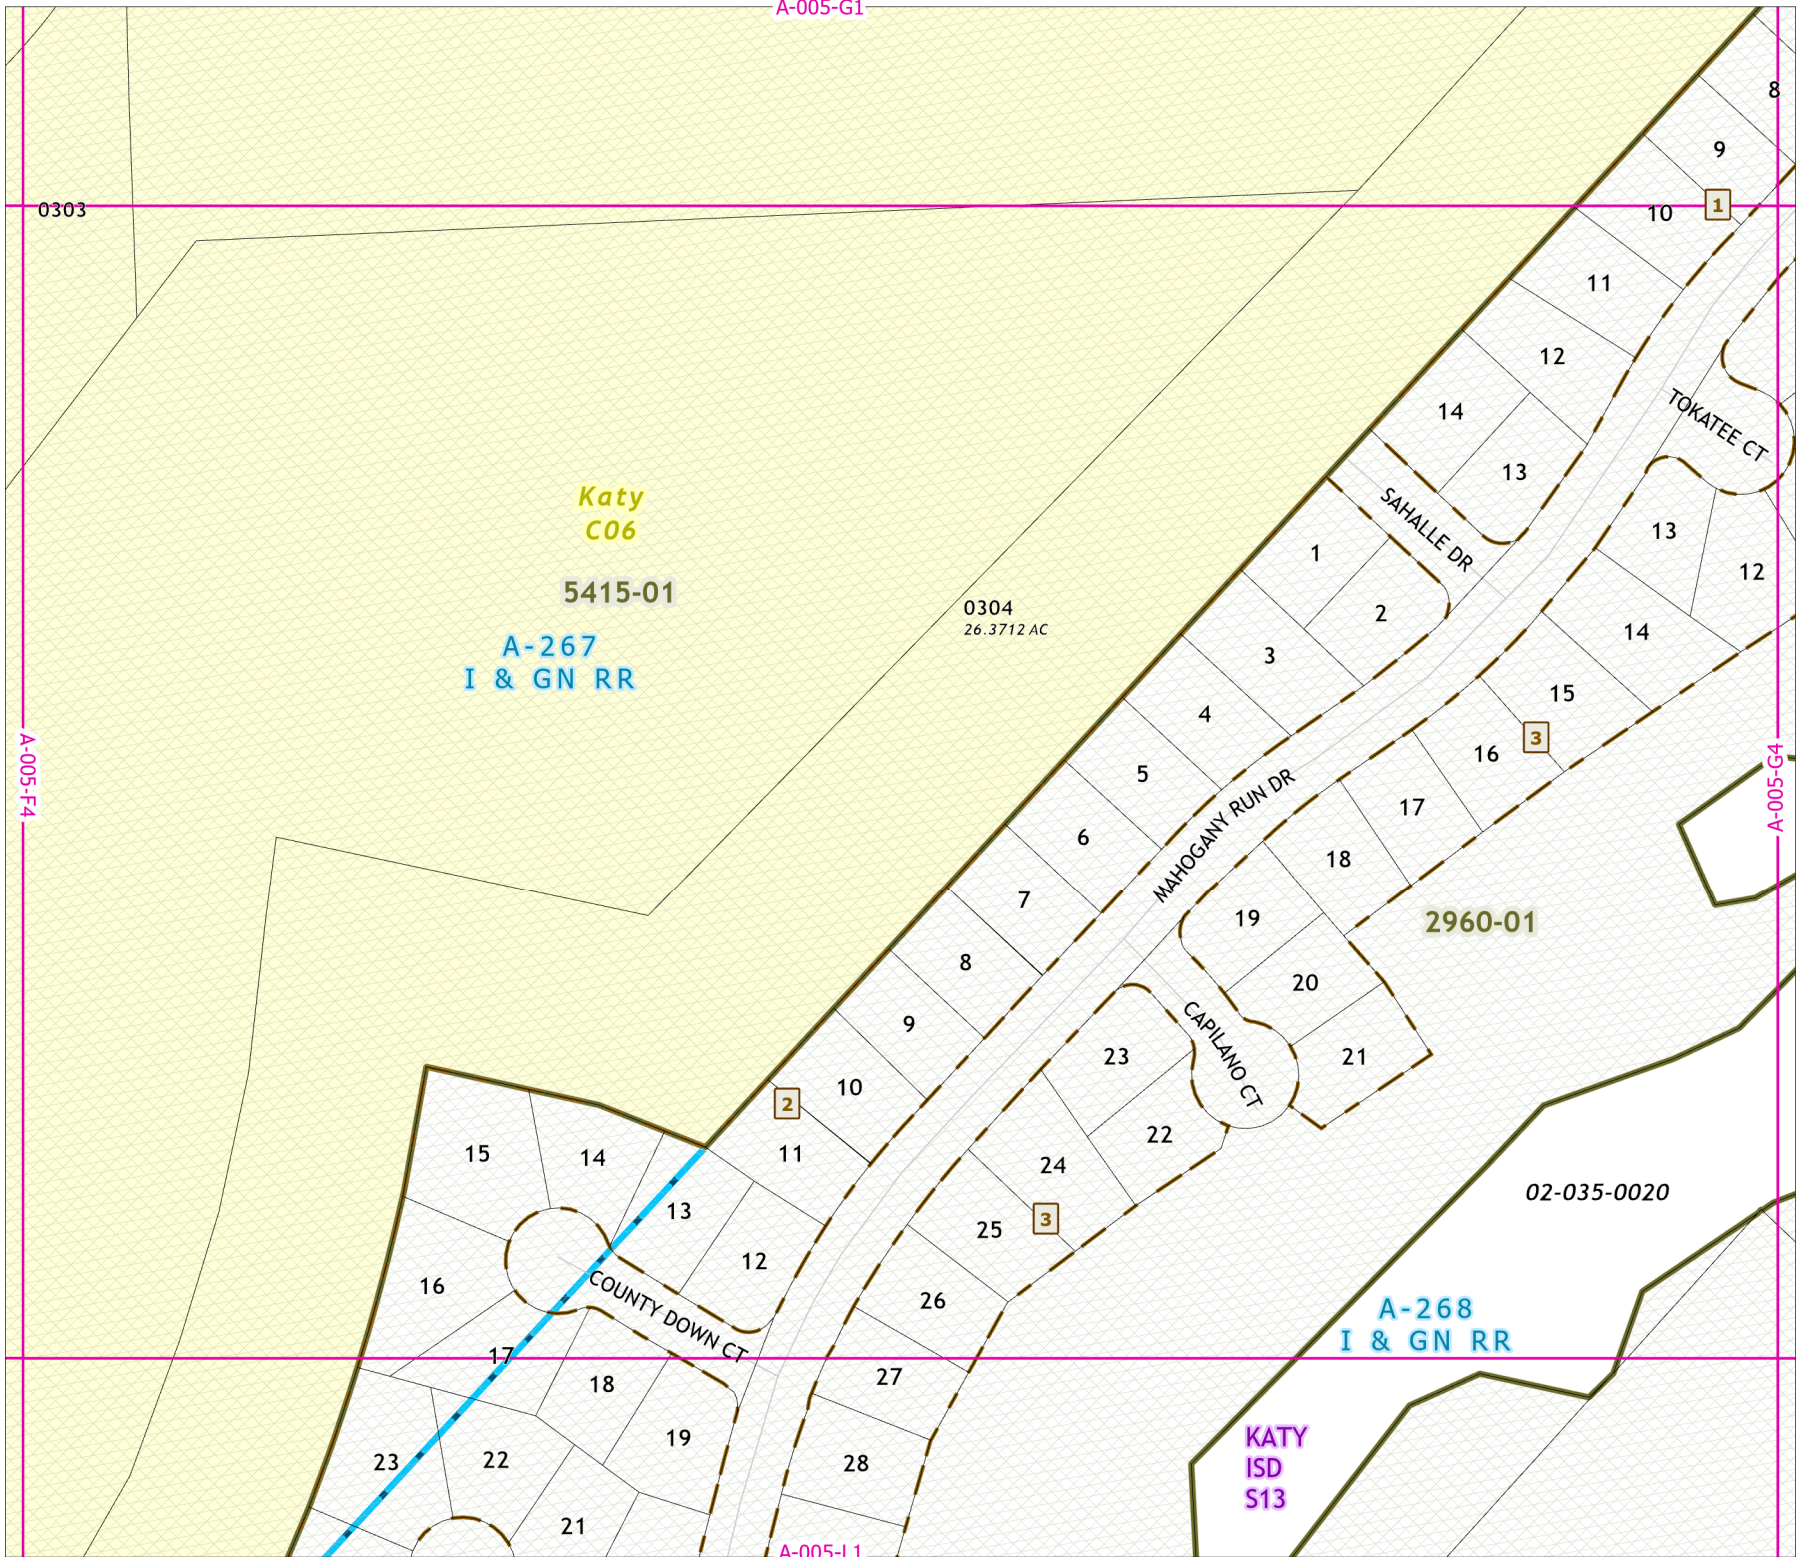 A-005-G1
8
9
0303
10
1
11
12
14
TOKATEE CT
13
Katy
C06
SAHALLE DR
13
1
12
5415-01
0304
26.3712 AC
2
14
A-267
I & GN RR
3
15
4
16
3
A-005-F4
A-005-G4
5
MAHOGANY RUN DR
17
6
18
7
19
2960-01
8
20
9
CAPILANO CT
23
21
10
2
22
15
14
11
24
02-035-0020
13
25
3
12
16
COUNTY DOWN CT
26
A-268
I & GN RR
17
18
27
19
KATY
ISD
S13
23
22
28
21
A-005-L1